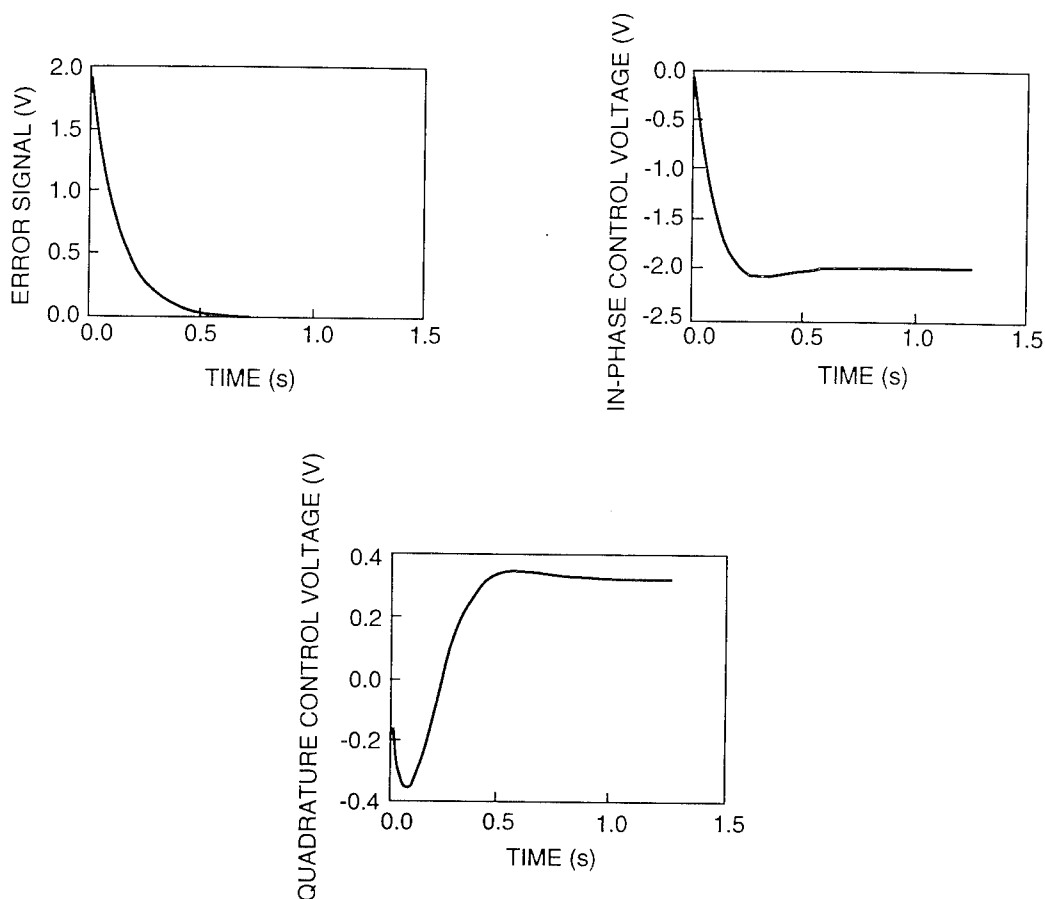 ERROR SIGNAL (V)
2.0
1.5
1.0
0.5
0.0
0.0 0.5 1.0 1.5
TIME (s)
IN-PHASE CONTROL VOLTAGE (V)
0.0
-0.5
-1.0
-1.5
-2.0
-2.5
0.0 0.5 1.0 1.5
TIME (s)
QUADRATURE CONTROL VOLTAGE (V)
0.4
0.2
0.0
-0.2
-0.4
0.0 0.5 1.0 1.5
TIME (s)